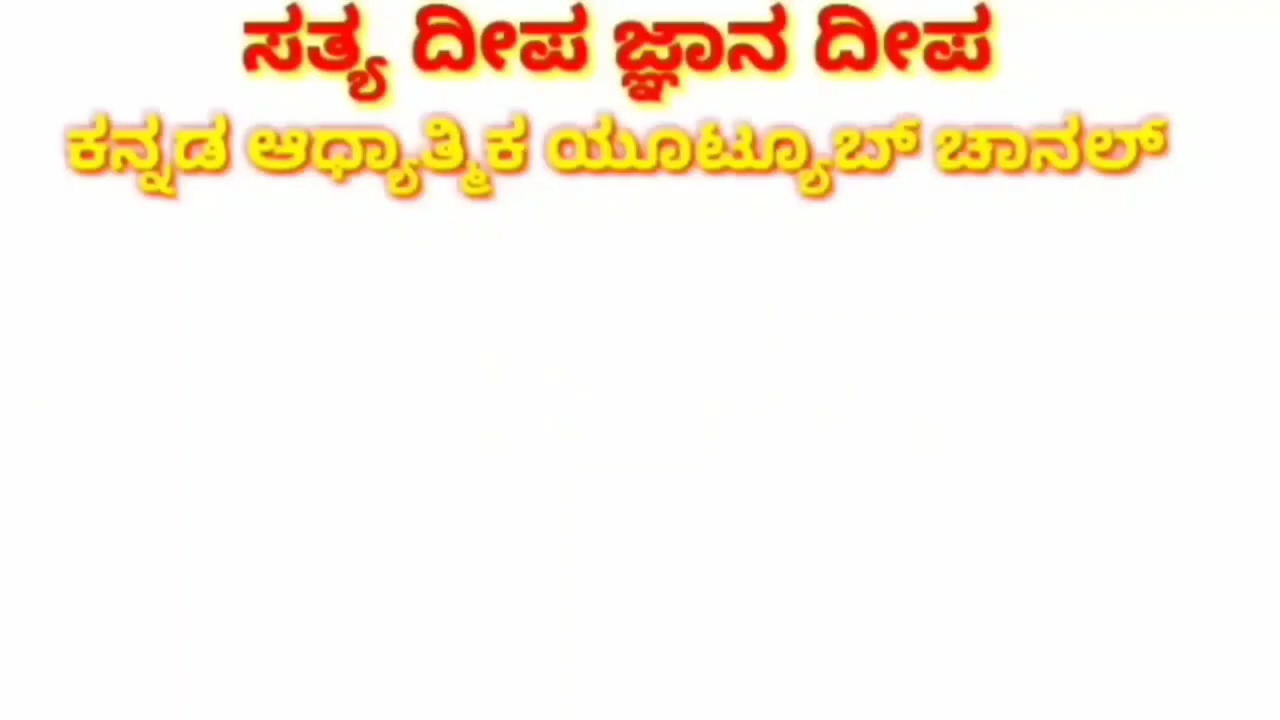 ಸತ್ಯ ದೀಪ ಜ್ಞಾನ ದೀಪ
ಕನ್ನಡ ಆಧ್ಯಾತ್ಮಿಕ ಯೂಟ್ಯೂಬ್ ಚಾನಲ್